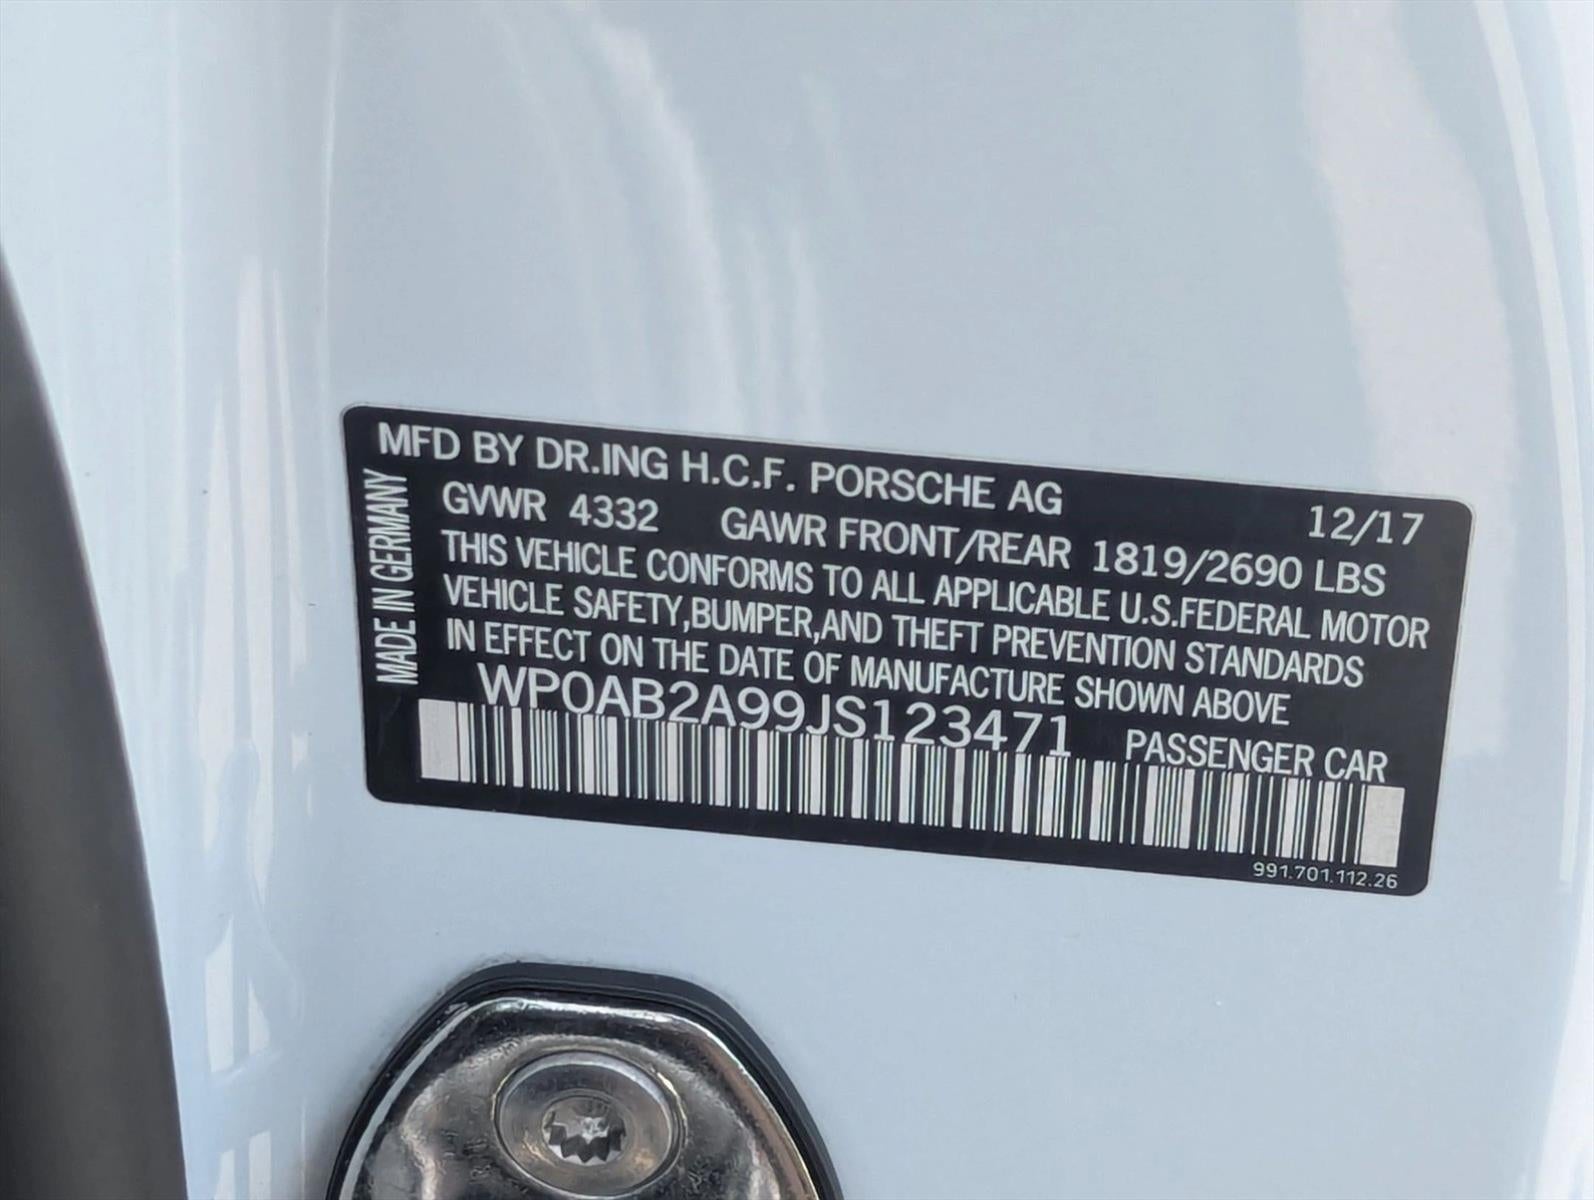 MFD BY DR.ING H.C.F. PORSCHE AG 12/17
GVWR 4332 GAWR FRONT/REAR 1819/2690 LBS
THIS VEHICLE CONFORMS TO ALL APPLICABLE U.S.FEDERAL MOTOR
VEHICLE SAFETY,BUMPER,AND THEFT PREVENTION STANDARDS
IN EFFECT ON THE DATE OF MANUFACTURE SHOWN ABOVE
WP0AB2A99JS123471 PASSENGER CAR
991.701.112.26
MADE IN GERMANY